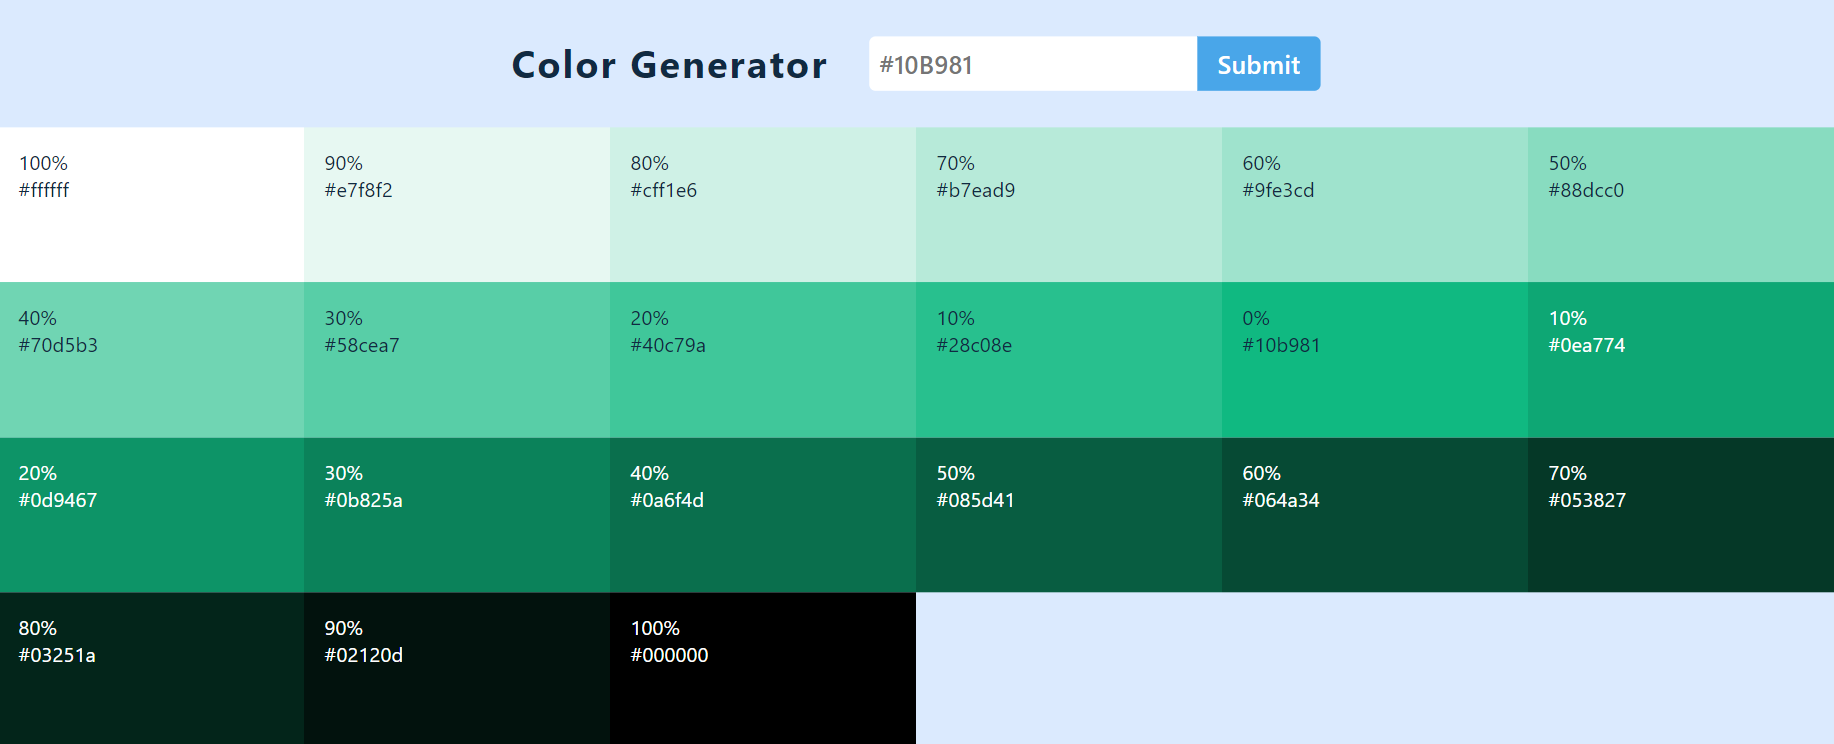 Color Generator
#10B981
Submit
100%
#ffffff
90%
#e7f8f2
80%
#cff1e6
70%
#b7ead9
60%
#9fe3cd
50%
#88dcc0
40%
#70d5b3
30%
#58cea7
20%
#40c79a
10%
#28c08e
0%
#10b981
10%
#0ea774
20%
#0d9467
30%
#0b825a
40%
#0a6f4d
50%
#085d41
60%
#064a34
70%
#053827
80%
#03251a
90%
#02120d
100%
#000000